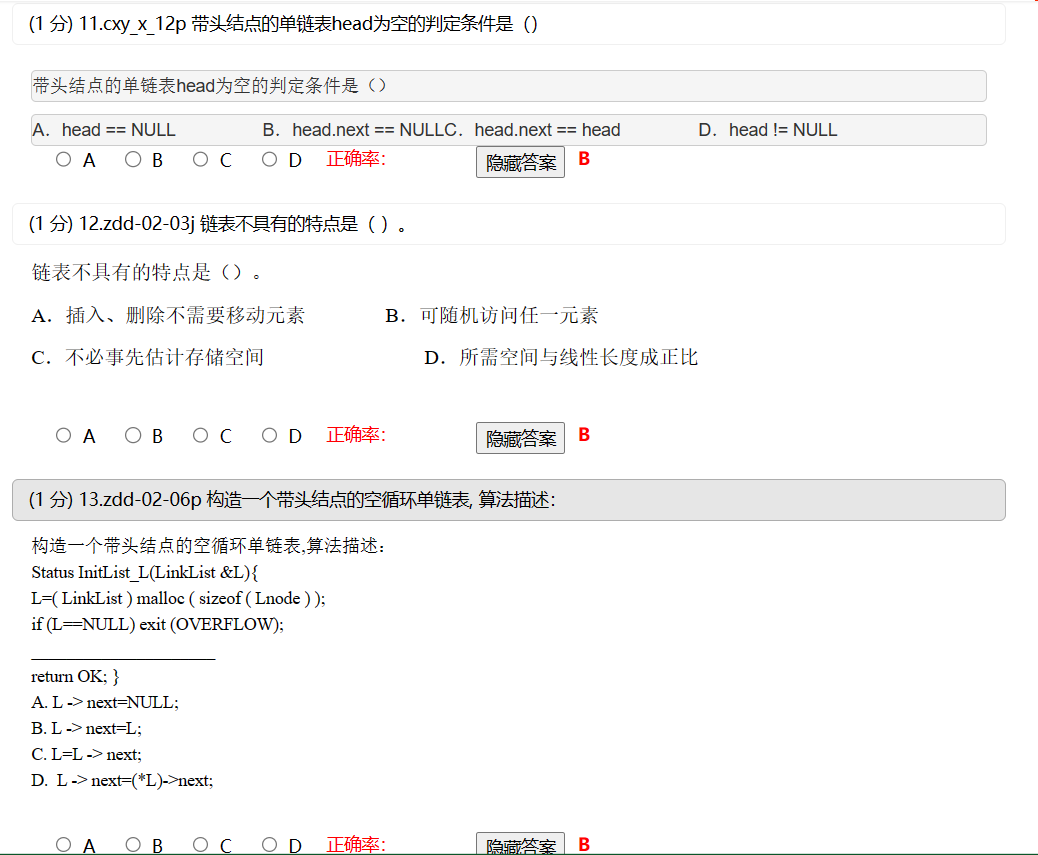 (1 分) 11.cxy_x_12p 带头结点的单链表head为空的判定条件是（）
带头结点的单链表head为空的判定条件是（）
A．head == NULL B．head.next == NULLC．head.next == head D．head != NULL
A B C D 正确率： 隐藏答案 B
(1 分) 12.zdd-02-03j 链表不具有的特点是（ ）。
链表不具有的特点是（）。
A．插入、删除不需要移动元素 B．可随机访问任一元素
C．不必事先估计存储空间 D．所需空间与线性长度成正比
A B C D 正确率： 隐藏答案 B
(1 分) 13.zdd-02-06p 构造一个带头结点的空循环单链表, 算法描述：
构造一个带头结点的空循环单链表,算法描述：
Status InitList_L(LinkList &L){
L=( LinkList ) malloc ( sizeof ( Lnode ) );
if (L==NULL) exit (OVERFLOW);
____________________
return OK; }
A. L -> next=NULL;
B. L -> next=L;
C. L=L -> next;
D. L -> next=(*L)->next;
A B C D 正确率： 隐藏答案 B